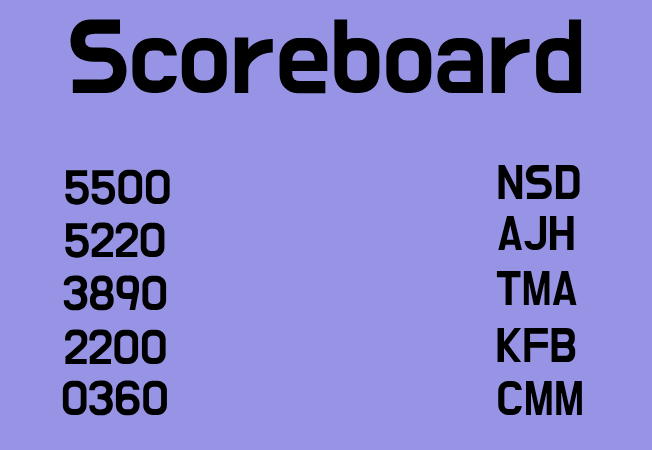 Scoreboard
5500 NSD
5220 AJH
3890 TMA
2200 KFB
0360 CMM